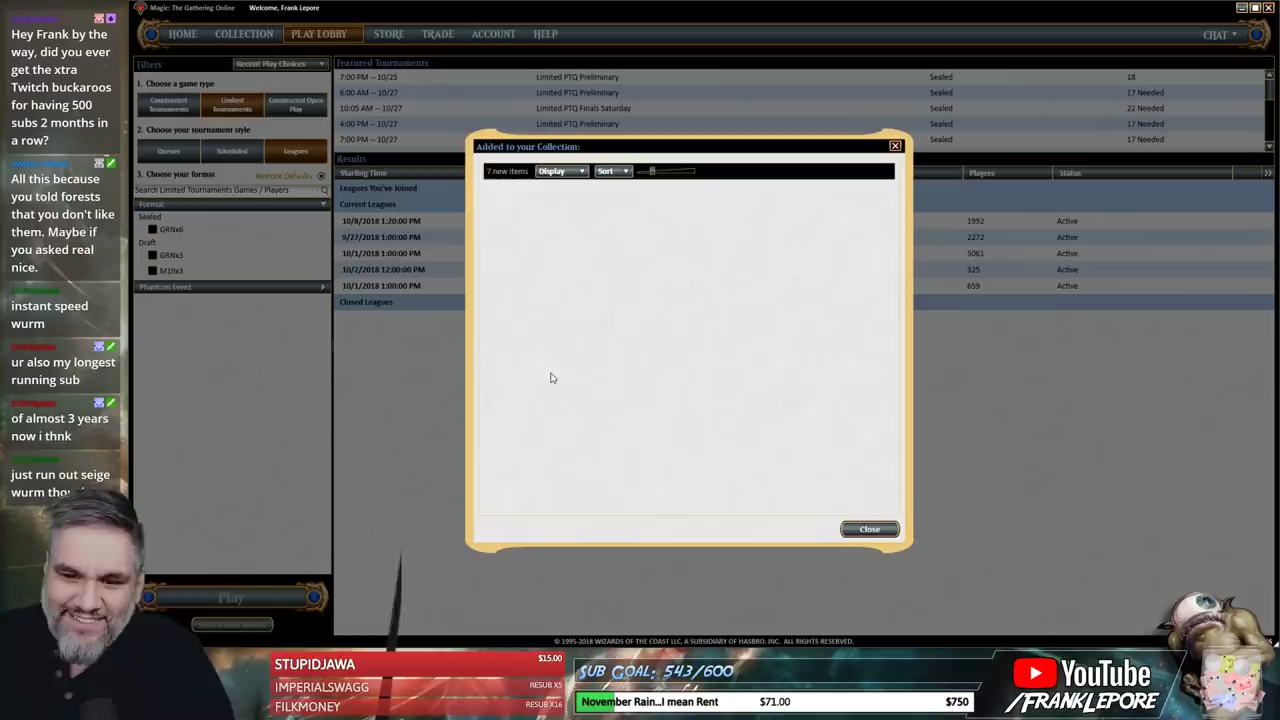 Magic: The Gathering Online Welcome, Frank Lepore
HOME COLLECTION PLAY LOBBY STORE TRADE ACCOUNT HELP CHAT
Hey Frank by the
way, did you ever
get the xtra
Twitch buckaroos
for having 500
subs 2 months in
a row?
All this because
you told forests
that you don't like
them. Maybe if
you asked real
nice.
instant speed
wurm
ur also my longest
running sub
of almost 3 years
now i thnk
just run out seige
Filters Recent Play Choices
1. Choose a game type
Constructed Tournaments
Limited Tournaments
Constructed Open Play
2. Choose your tournament style
Queues Scheduled Leagues
3. Choose your format Restore Defaults
Search Limited Tournaments Games / Players
Format
Sealed
GRNx6
Draft
GRNx3
M19x3
Phantom Event
Play
Featured Tournaments
7:00 PM -- 10/25 Limited PTQ Preliminary Sealed 18
6:00 AM -- 10/27 Limited PTQ Preliminary Sealed 17 Needed
10:05 AM -- 10/27 Limited PTQ Finals Saturday Sealed 22 Needed
4:00 PM -- 10/27 Limited PTQ Preliminary Sealed 17 Needed
7:00 PM -- 10/27 Limited PTQ Preliminary Sealed 17 Needed
Results
Starting Time Players Status
Leagues You've Joined
Current Leagues
10/8/2018 1:20:00 PM 1992 Active
9/27/2018 1:00:00 PM 2272 Active
10/1/2018 1:00:00 PM 5061 Active
10/2/2018 12:00:00 PM 325 Active
10/1/2018 1:00:00 PM 659 Active
Closed Leagues
Added to your Collection:
7 new items Display Sort
Close
© 1995-2018 WIZARDS OF THE COAST LLC, A SUBSIDIARY OF HASBRO, INC. ALL RIGHTS RESERVED.
STUPIDJAWA $15.00
IMPERIALSWAGG RESUB X5
FILKMONEY RESUB X16
SUB GOAL: 543/600
November Rain...I mean Rent $71.00 $750
YouTube
/FRANKLEPORE